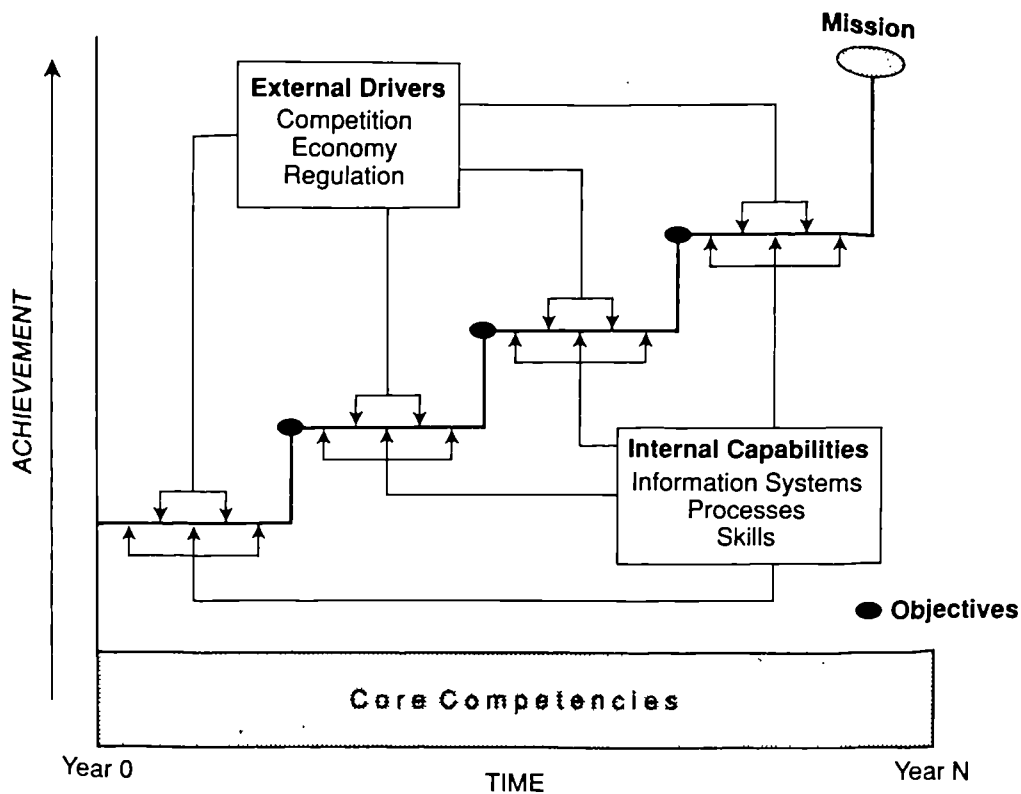 Mission
External Drivers
Competition
Economy
Regulation
ACHIEVEMENT
Internal Capabilities
Information Systems
Processes
Skills
Objectives
Core Competencies
Year 0
TIME
Year N